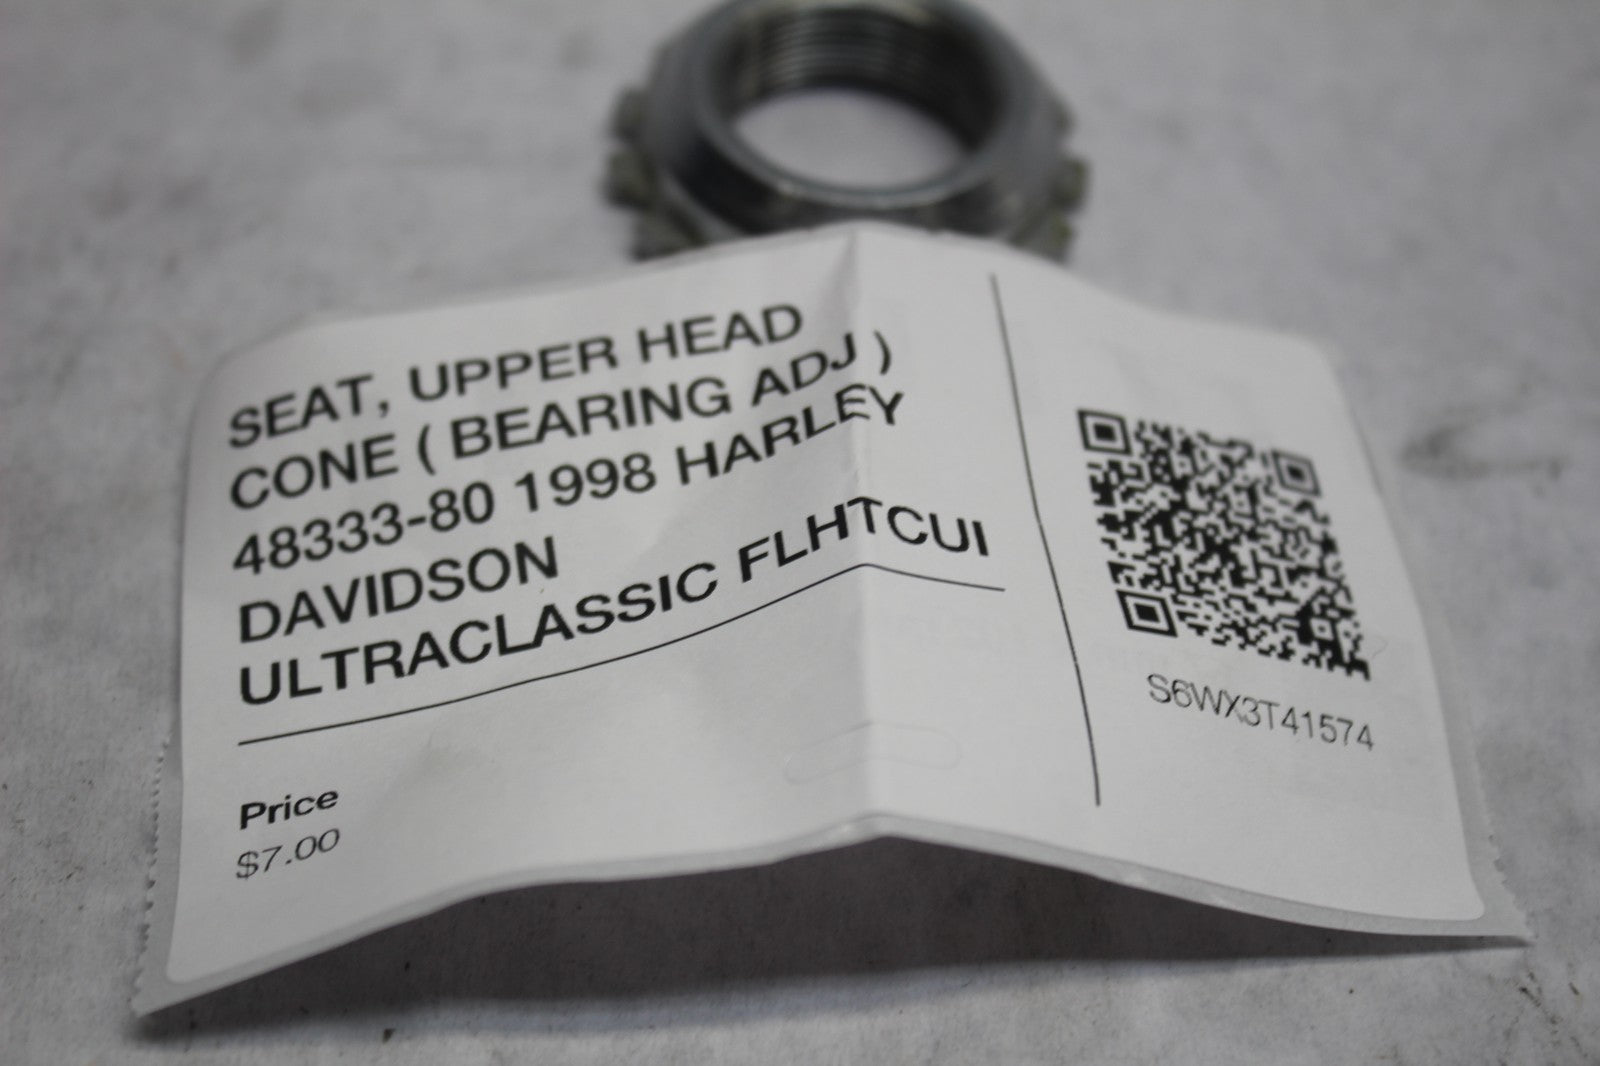 SEAT, UPPER HEAD
CONE ( BEARING ADJ )
48333-80 1998 HARLEY
DAVIDSON
ULTRACLASSIC FLHTCUI
Price
$7.00
S6WX3T41574